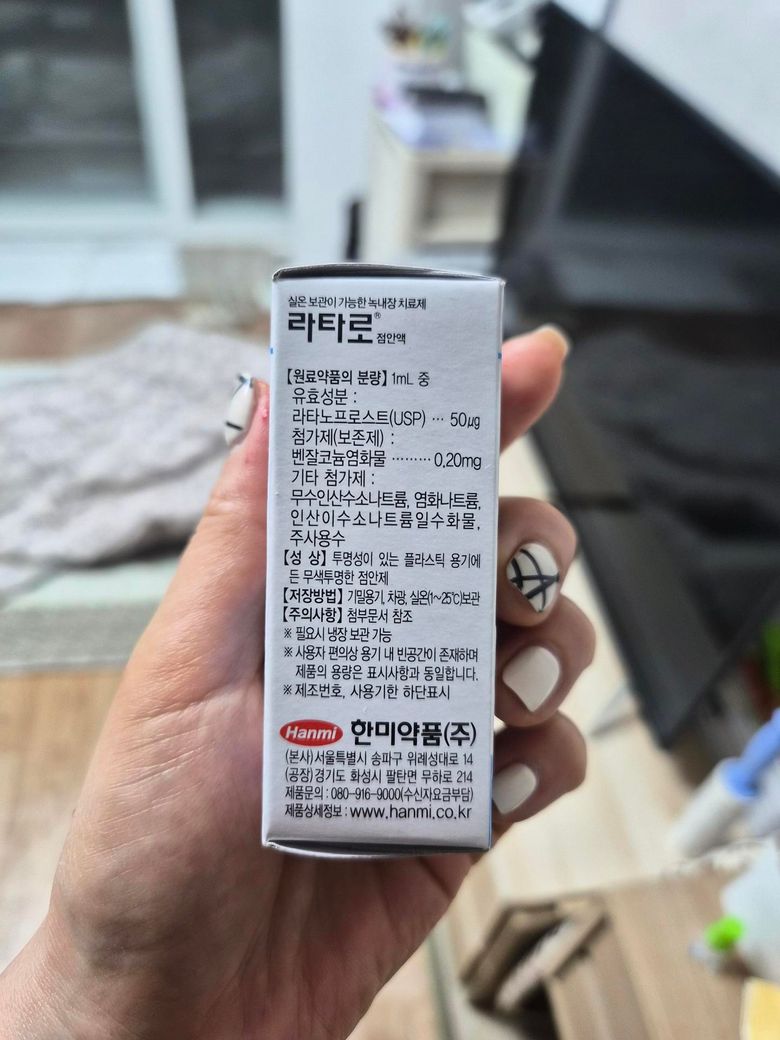 실온 보관이 가능한 녹내장 치료제
라타로® 점안액
【원료약품의 분량】 1mL 중
유효성분 :
라타노프로스트(USP) ··· 50㎍
첨가제(보존제) :
벤잘코늄염화물 ········· 0.20mg
기타 첨가제 :
무수인산수소나트륨, 염화나트륨,
인산이수소나트륨일수화물,
주사용수
【성 상】 투명성이 있는 플라스틱 용기에
든 무색투명한 점안제
【저장방법】 기밀용기, 차광, 실온(1~25℃)보관
【주의사항】 첨부문서 참조
※ 필요시 냉장 보관 가능
※ 사용자 편의상 용기 내 빈공간이 존재하며
제품의 용량은 표시사항과 동일합니다.
※ 제조번호, 사용기한 하단표시
Hanmi 한미약품(주)
(본사)서울특별시 송파구 위례성대로 14
(공장)경기도 화성시 팔탄면 무하로 214
제품문의 : 080-916-9000(수신자요금부담)
제품상세정보 : www.hanmi.co.kr